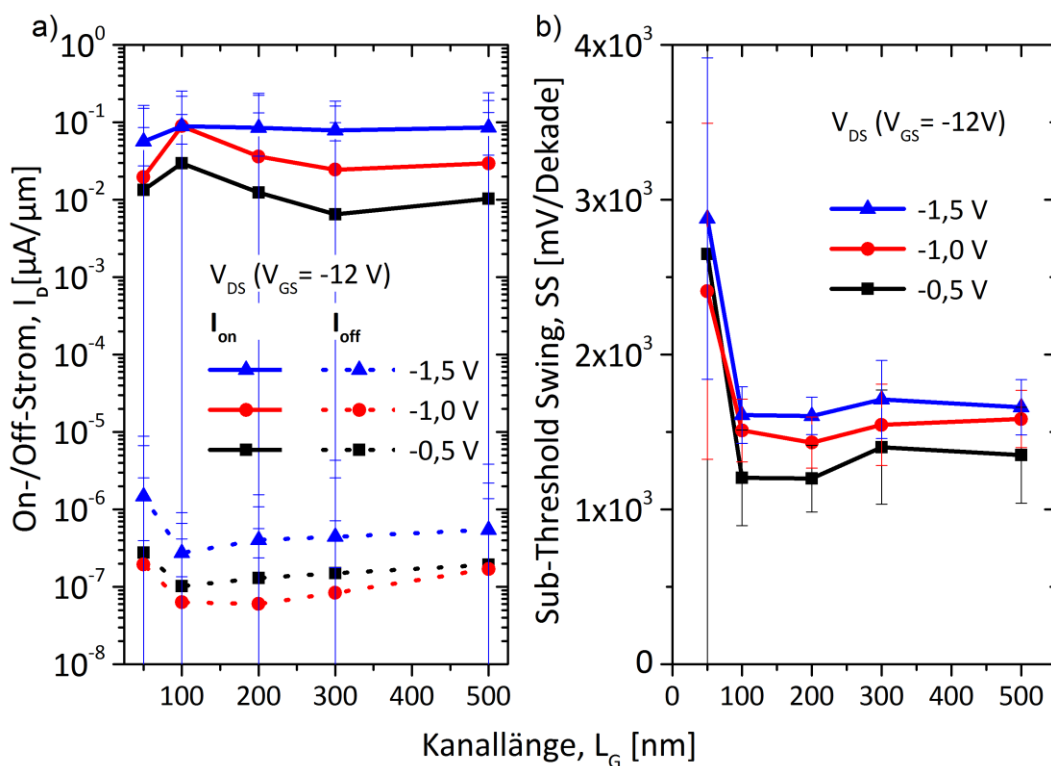 a)
On-/Off-Strom, I_D[µA/µm]
10^0
10^-1
10^-2
10^-3
10^-4
10^-5
10^-6
10^-7
10^-8
V_DS (V_GS= -12 V)
I_on I_off
-1,5 V
-1,0 V
-0,5 V
100 200 300 400 500
b)
Sub-Threshold Swing, SS [mV/Dekade]
4x10^3
3x10^3
2x10^3
1x10^3
0
V_DS (V_GS= -12V)
-1,5 V
-1,0 V
-0,5 V
0 100 200 300 400 500
Kanallänge, L_G [nm]